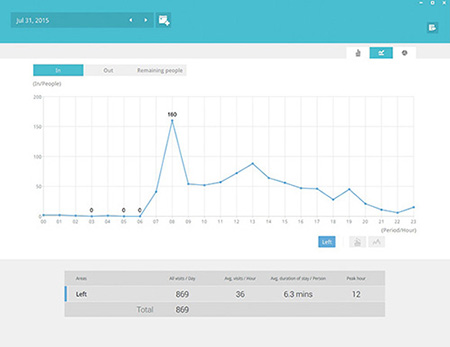 Jul 31, 2015
In Out Remaining people
(In/People)
200
160
150
100
50
0 0 0
0
00 01 02 03 04 05 06 07 08 09 10 11 12 13 14 15 16 17 18 19 20 21 22 23
(Period/Hour)
Left
Areas All visits / Day Avg. visits / Hour Avg. duration of stay / Person Peak hour
Left 869 36 6.3 mins 12
Total 869